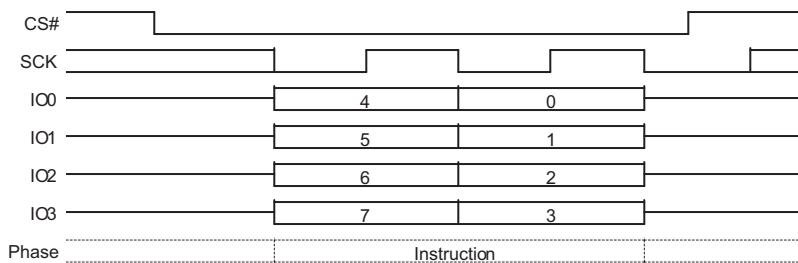 CS#
SCK
IO0 4 0
IO1 5 1
IO2 6 2
IO3 7 3
Phase Instruction